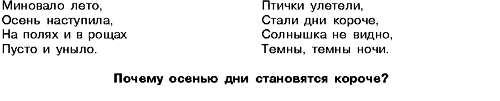 Миновало лето,
Осень наступила,
На полях и в рощах
Пусто и уныло.
Птички улетели,
Стали дни короче,
Солнышка не видно,
Темны, темны ночи.
Почему осенью дни становятся короче?